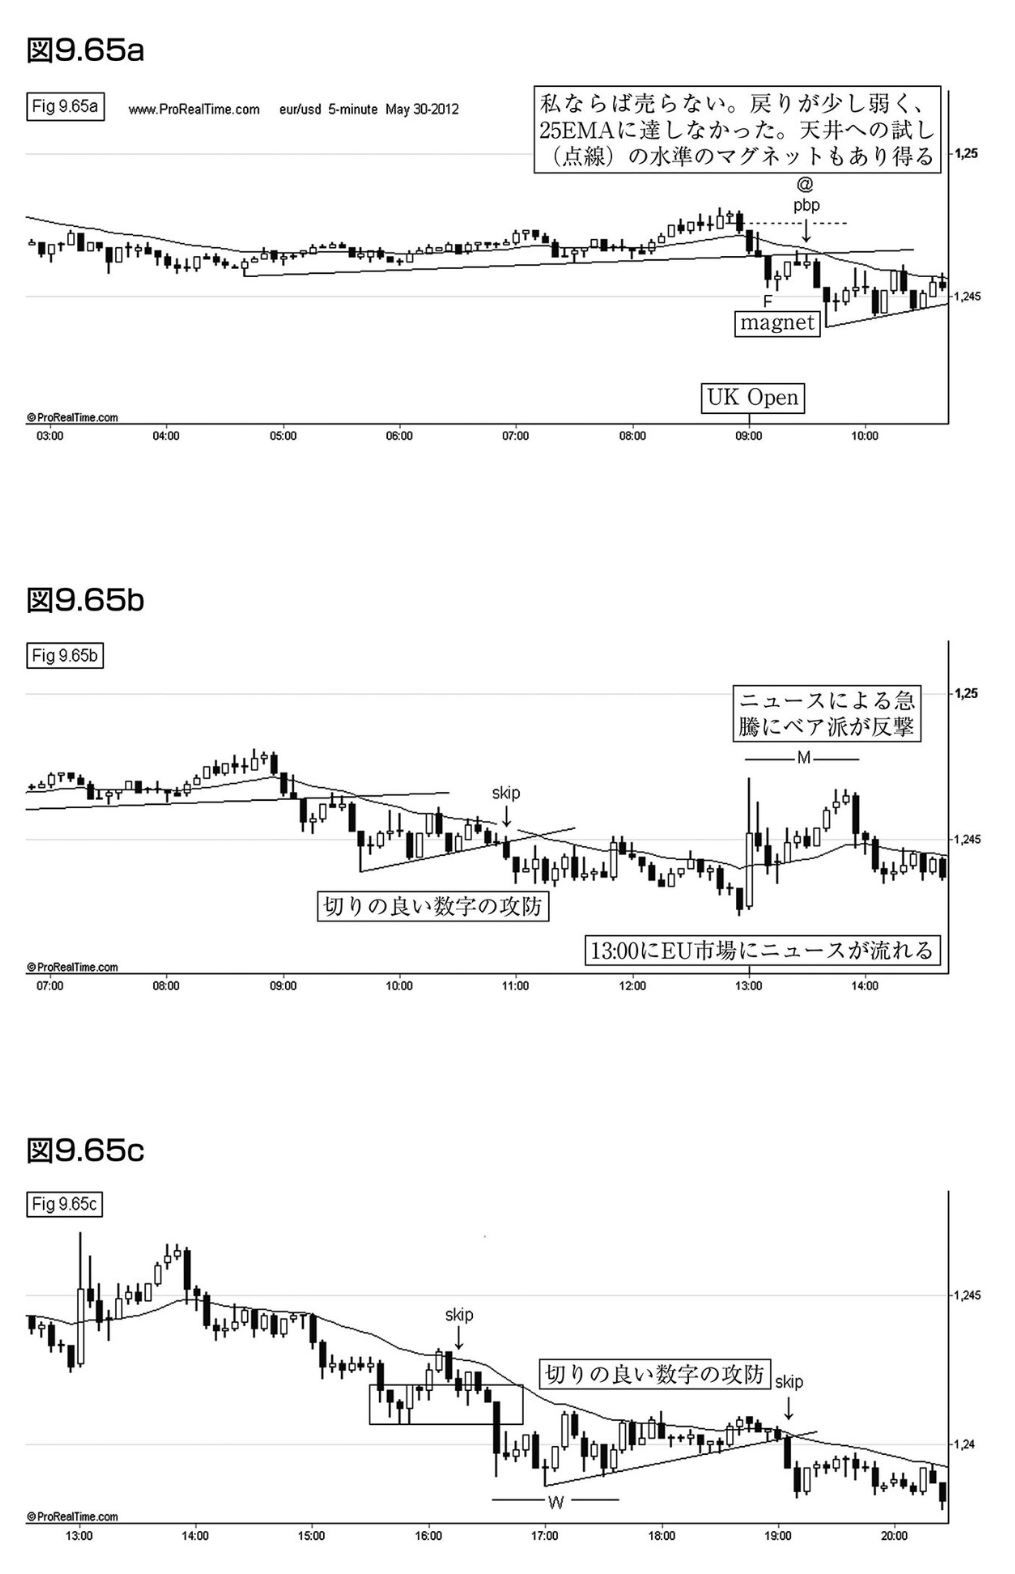 図9.65a
Fig 9.65a www.ProRealTime.com eur/usd 5-minute May 30-2012
私ならば売らない。戻りが少し弱く、
25EMAに達しなかった。天井への試し
（点線）の水準のマグネットもあり得る
1,25
@
pbp
1,245
F
magnet
UK Open
©ProRealTime.com
03:00 04:00 05:00 06:00 07:00 08:00 09:00 10:00
図9.65b
Fig 9.65b
1,25
ニュースによる急
騰にベア派が反撃
M
skip
1,245
切りの良い数字の攻防
13:00にEU市場にニュースが流れる
©ProRealTime.com
07:00 08:00 09:00 10:00 11:00 12:00 13:00 14:00
図9.65c
Fig 9.65c
1,245
skip
切りの良い数字の攻防
skip
1,24
W
©ProRealTime.com
13:00 14:00 15:00 16:00 17:00 18:00 19:00 20:00